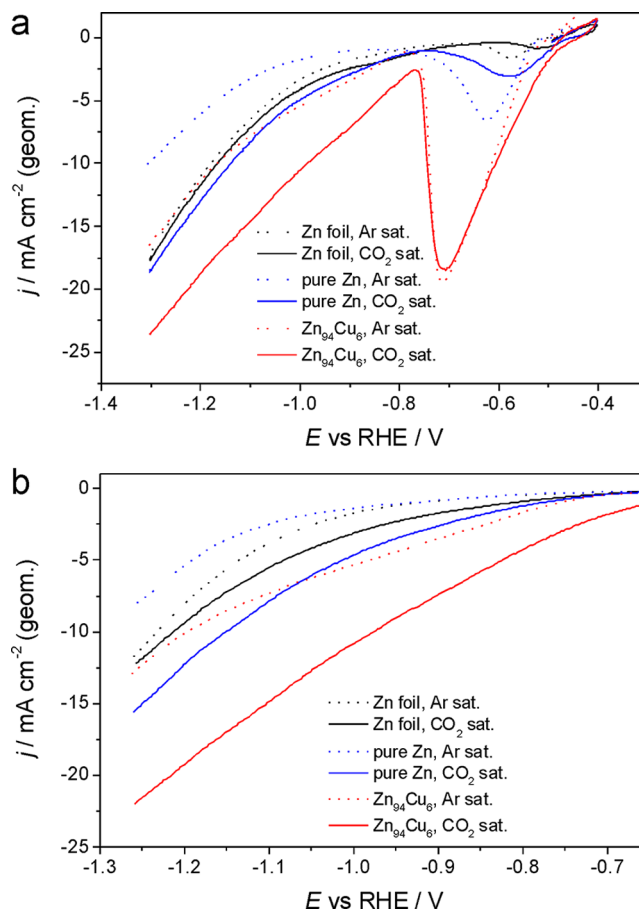 a
0
-5
-10
-15
-20
-25
j / mA cm⁻² (geom.)
Zn foil, Ar sat.
Zn foil, CO₂ sat.
pure Zn, Ar sat.
pure Zn, CO₂ sat.
Zn₉₄Cu₆, Ar sat.
Zn₉₄Cu₆, CO₂ sat.
-1.4 -1.2 -1.0 -0.8 -0.6 -0.4
E vs RHE / V
b
0
-5
-10
-15
-20
-25
j / mA cm⁻² (geom.)
Zn foil, Ar sat.
Zn foil, CO₂ sat.
pure Zn, Ar sat.
pure Zn, CO₂ sat.
Zn₉₄Cu₆, Ar sat.
Zn₉₄Cu₆, CO₂ sat.
-1.3 -1.2 -1.1 -1.0 -0.9 -0.8 -0.7
E vs RHE / V